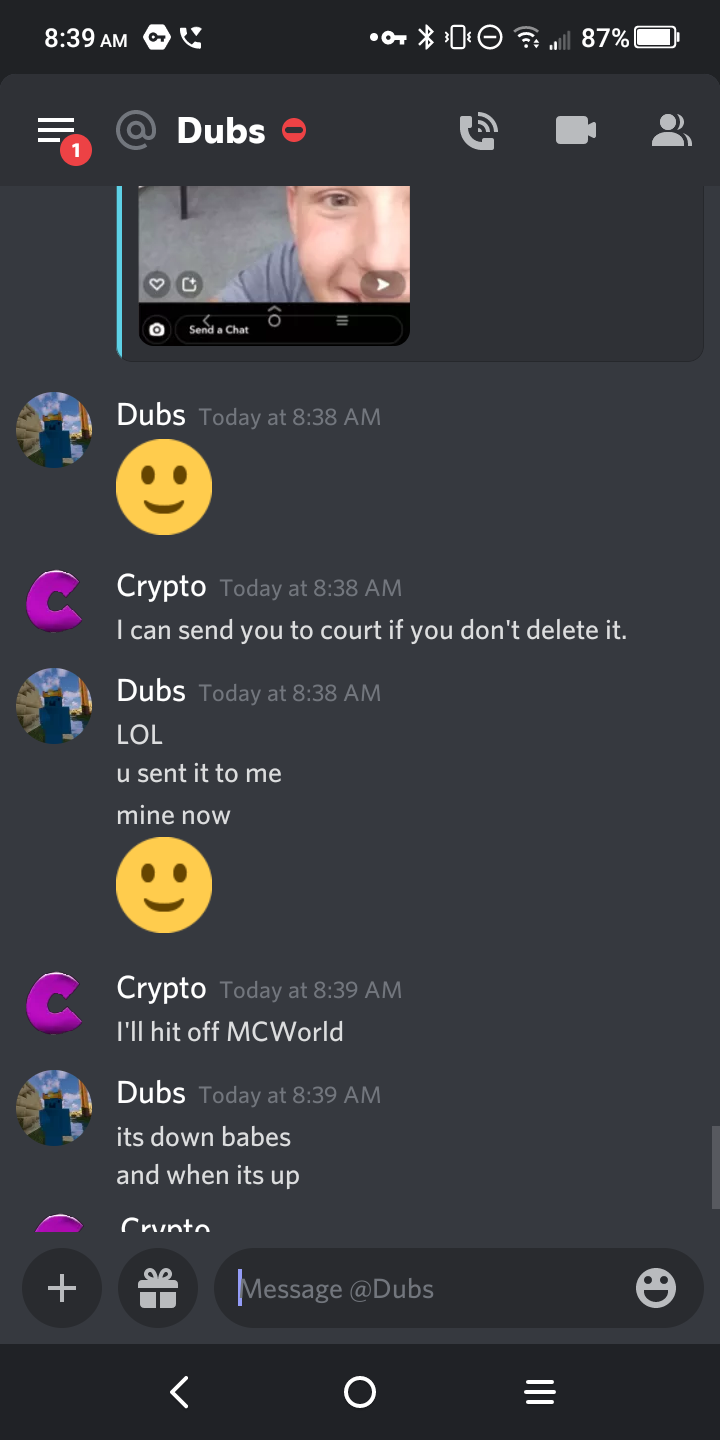 8:39 AM
87%
1
Dubs
Send a Chat
Dubs Today at 8:38 AM
Crypto Today at 8:38 AM
I can send you to court if you don't delete it.
Dubs Today at 8:38 AM
LOL
u sent it to me
mine now
Crypto Today at 8:39 AM
I'll hit off MCWorld
Dubs Today at 8:39 AM
its down babes
and when its up
Crypto
Message @Dubs